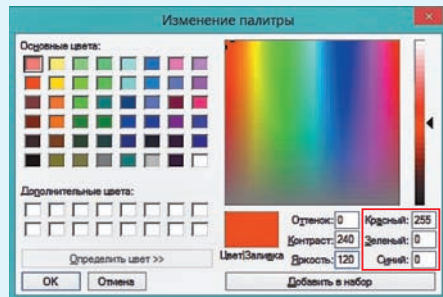 Изменение палитры
Основные цвета:
Дополнительные цвета:
Определить цвет >>
ОК
Отмена
Цвет|Заливка
Оттенок: 0
Контраст: 240
Яркость: 120
Красный: 255
Зеленый: 0
Синий: 0
Добавить в набор